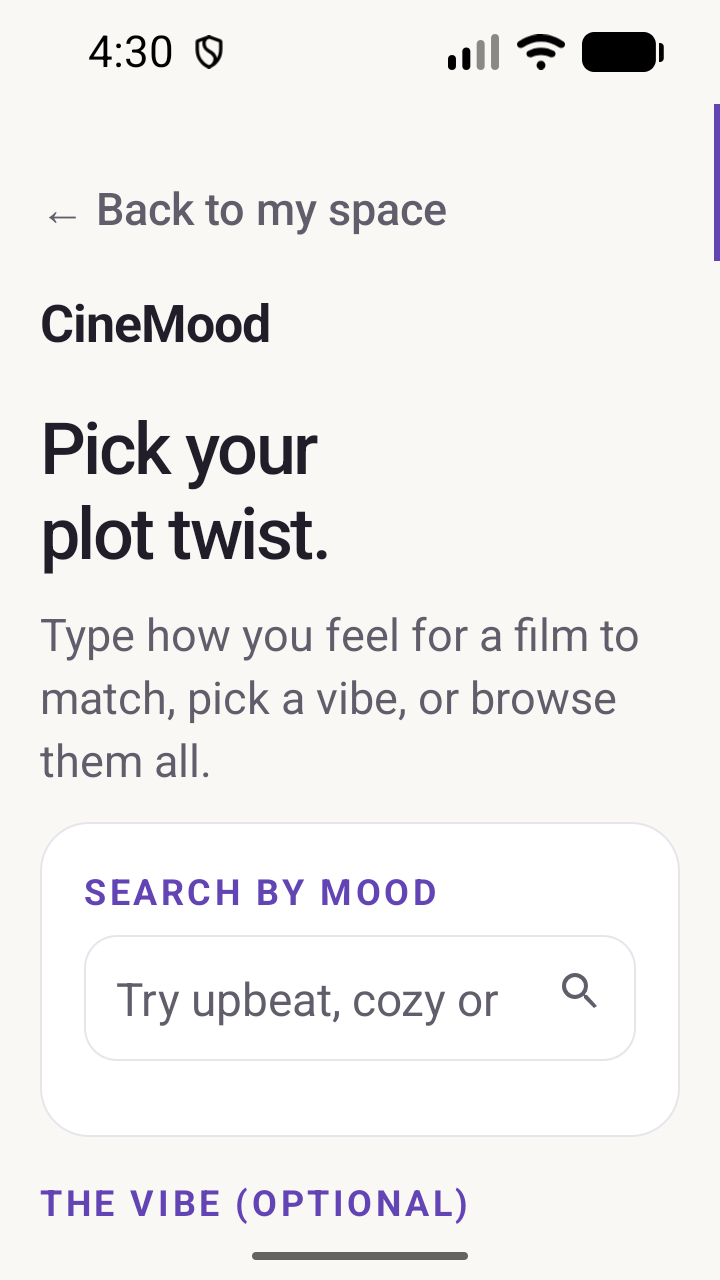 4:30
← Back to my space
CineMood
Pick your
plot twist.
Type how you feel for a film to
match, pick a vibe, or browse
them all.
SEARCH BY MOOD
Try upbeat, cozy or
THE VIBE (OPTIONAL)